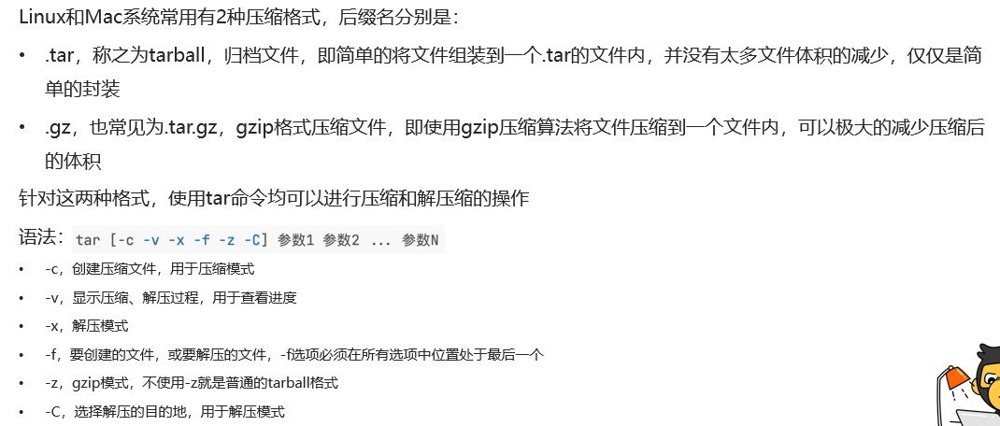 Linux和Mac系统常用有2种压缩格式，后缀名分别是：
• .tar，称之为tarball，归档文件，即简单的将文件组装到一个.tar的文件内，并没有太多文件体积的减少，仅仅是简
单的封装
• .gz，也常见为.tar.gz，gzip格式压缩文件，即使用gzip压缩算法将文件压缩到一个文件内，可以极大的减少压缩后
的体积
针对这两种格式，使用tar命令均可以进行压缩和解压缩的操作
语法：tar [-c -v -x -f -z -C] 参数1 参数2 ... 参数N
• -c，创建压缩文件，用于压缩模式
• -v，显示压缩、解压过程，用于查看进度
• -x，解压模式
• -f，要创建的文件，或要解压的文件，-f选项必须在所有选项中位置处于最后一个
• -z，gzip模式，不使用-z就是普通的tarball格式
• -C，选择解压的目的地，用于解压模式